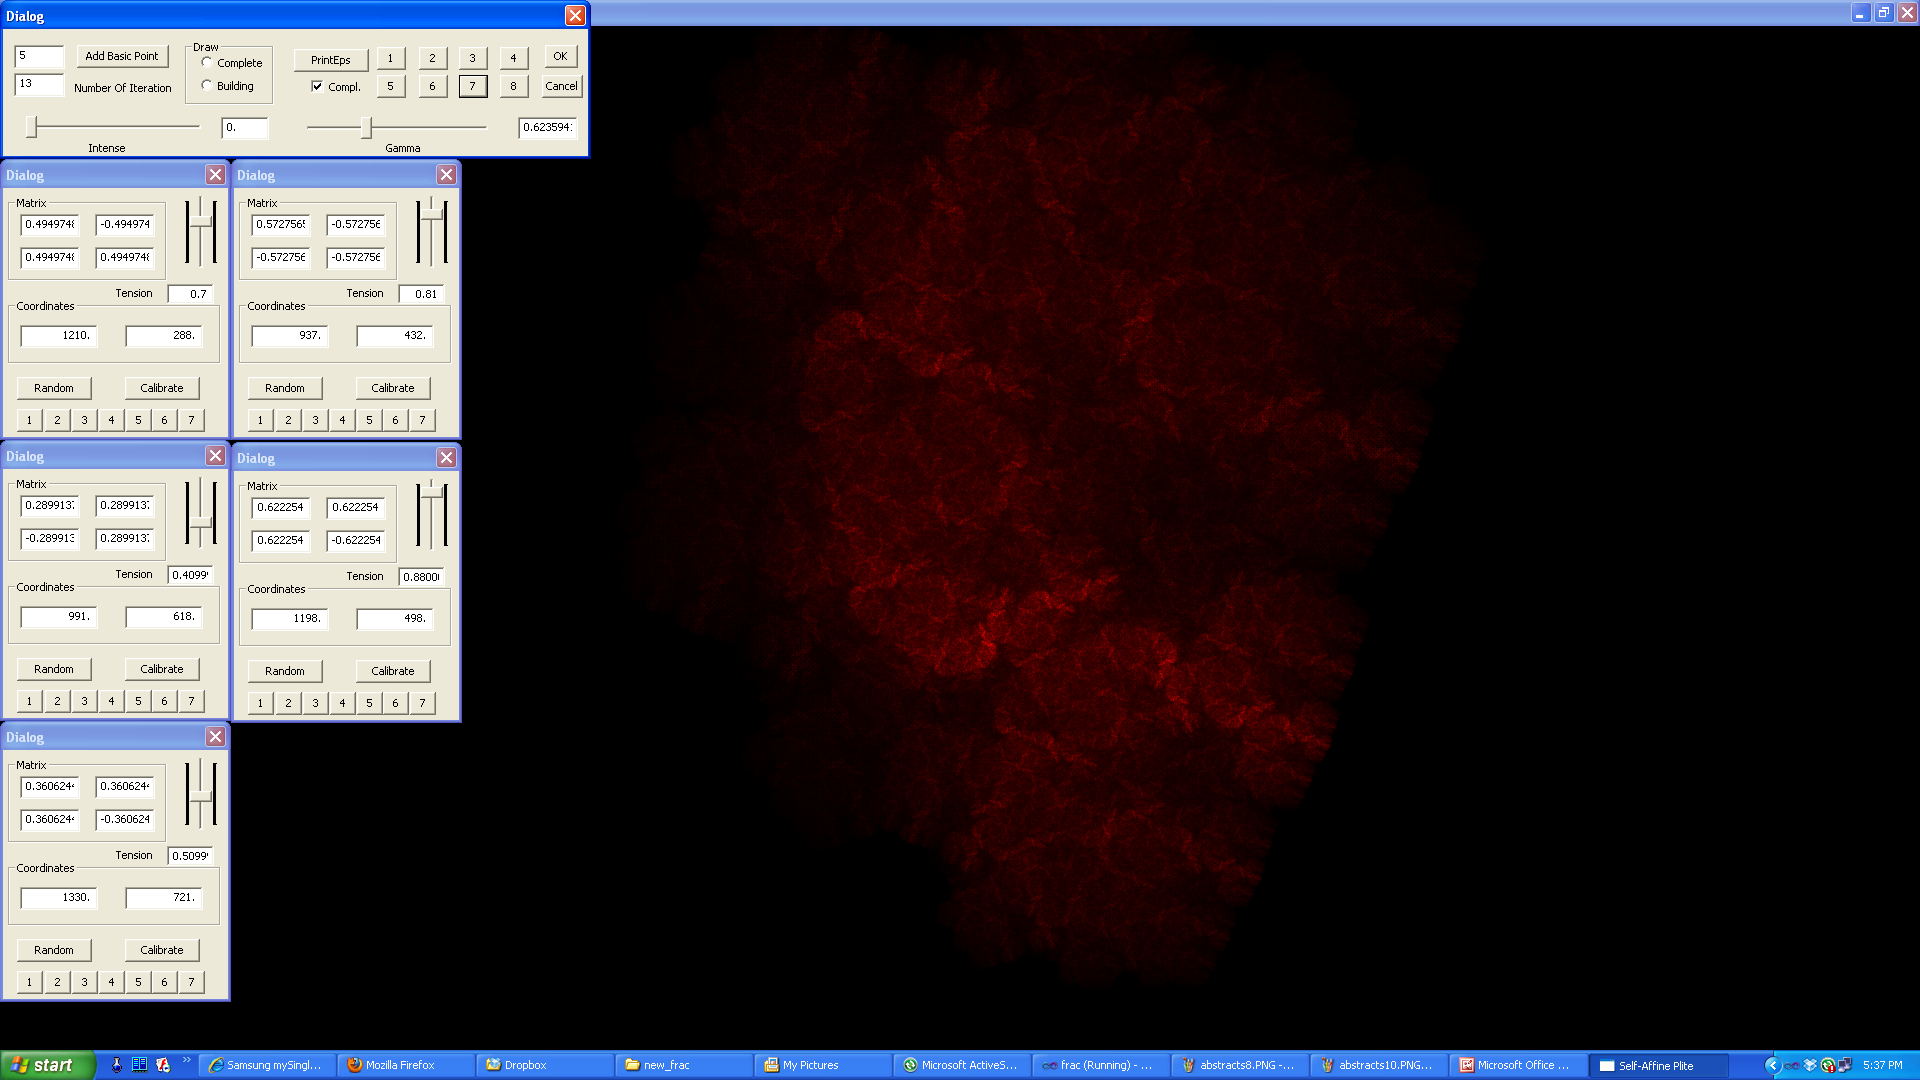 Dialog
5
Add Basic Point
Draw
Complete
PrintEps
1 2 3 4
OK
13
Number Of Iteration
Building
Compl.
5 6 7 8
Cancel
0.
0.623594
Intense
Gamma
Dialog
Matrix
0.494974 -0.494974
0.494974 0.494974
Tension 0.7
Coordinates
1210. 288.
Random Calibrate
1 2 3 4 5 6 7
Dialog
Matrix
0.572756 -0.572756
-0.572756 -0.572756
Tension 0.81
Coordinates
937. 432.
Random Calibrate
1 2 3 4 5 6 7
Dialog
Matrix
0.289913 0.289913
-0.289913 0.289913
Tension 0.4099
Coordinates
991. 618.
Random Calibrate
1 2 3 4 5 6 7
Dialog
Matrix
0.622254 0.622254
0.622254 -0.622254
Tension 0.8800
Coordinates
1198. 498.
Random Calibrate
1 2 3 4 5 6 7
Dialog
Matrix
0.360624 0.360624
0.360624 -0.360624
Tension 0.5099
Coordinates
1330. 721.
Random Calibrate
1 2 3 4 5 6 7
start
Samsung mySingl...
Mozilla Firefox
Dropbox
new_frac
My Pictures
Microsoft ActiveS...
frac (Running) - ...
abstracts8.PNG -...
abstracts10.PNG...
Microsoft Office ...
Self-Affine Plite
5:37 PM